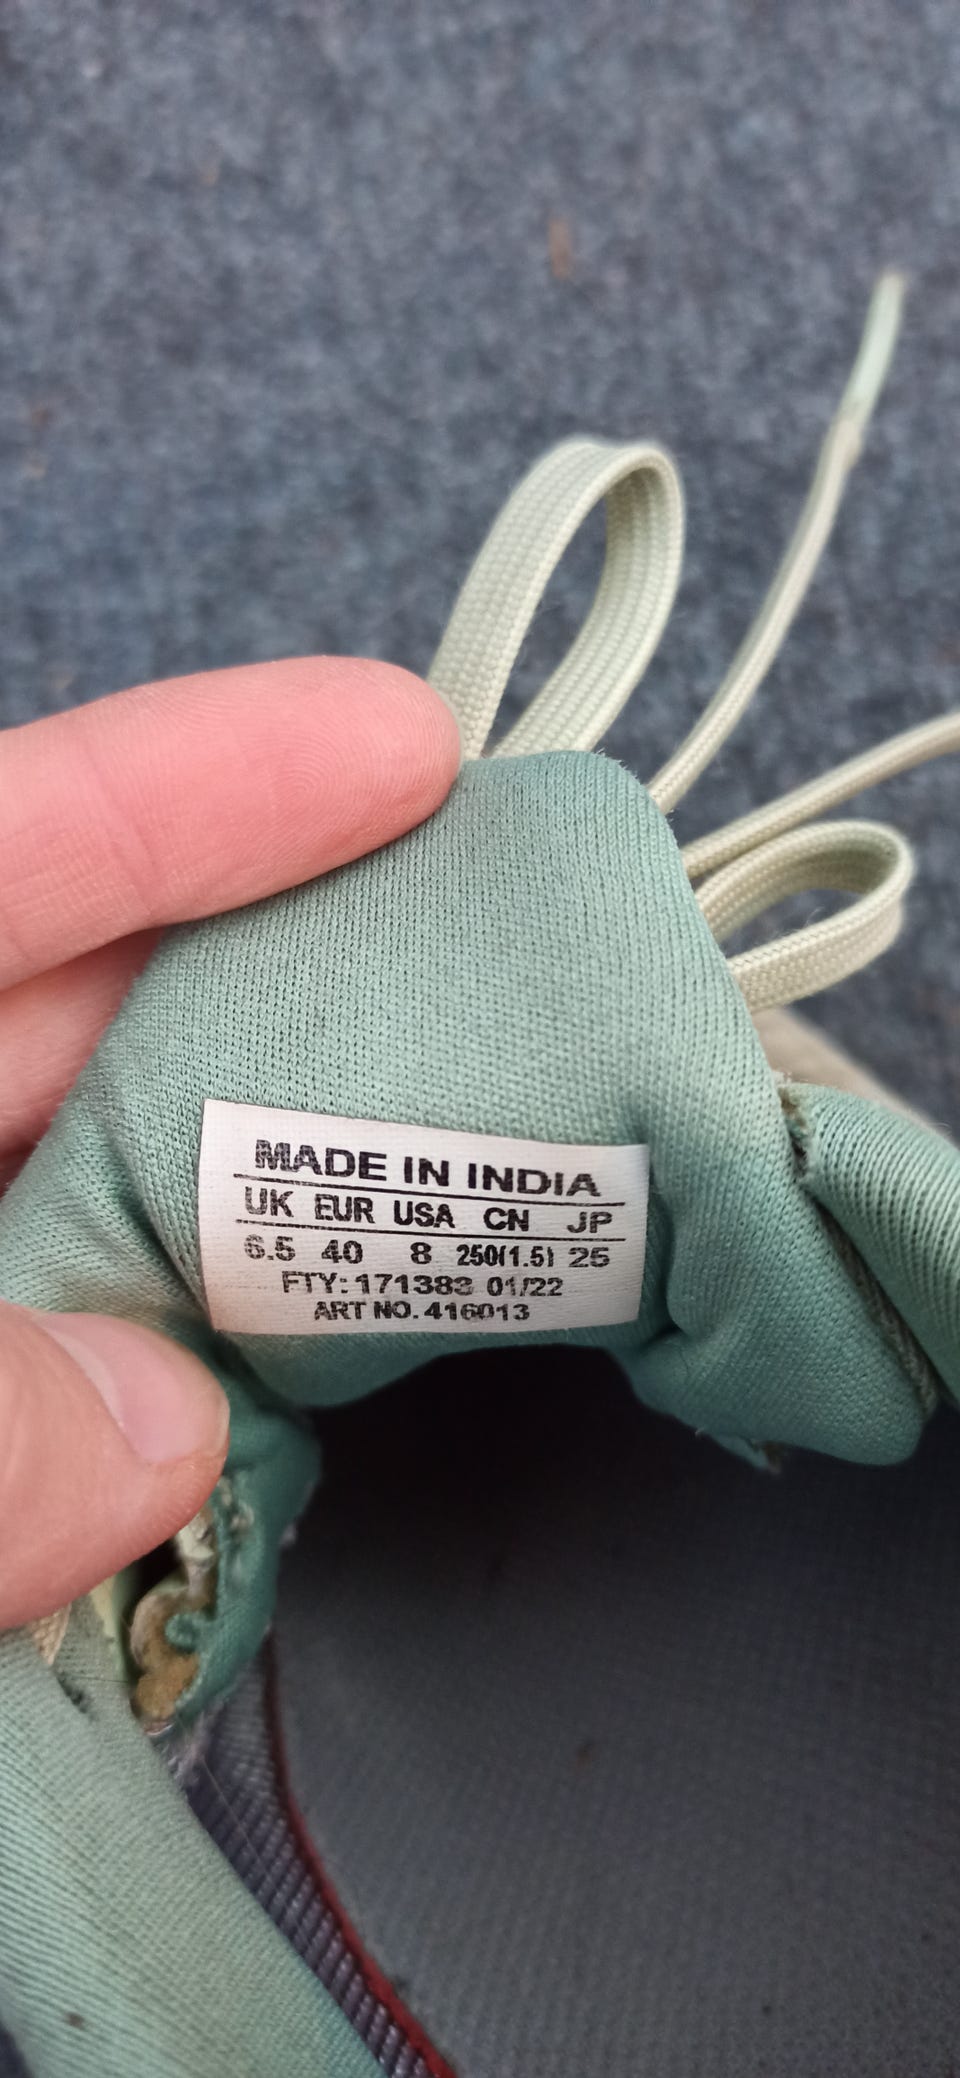 MADE IN INDIA
UK EUR USA CN JP
6.5 40 8 250(1.5) 25
FTY: 171383 01/22
ART NO. 416013